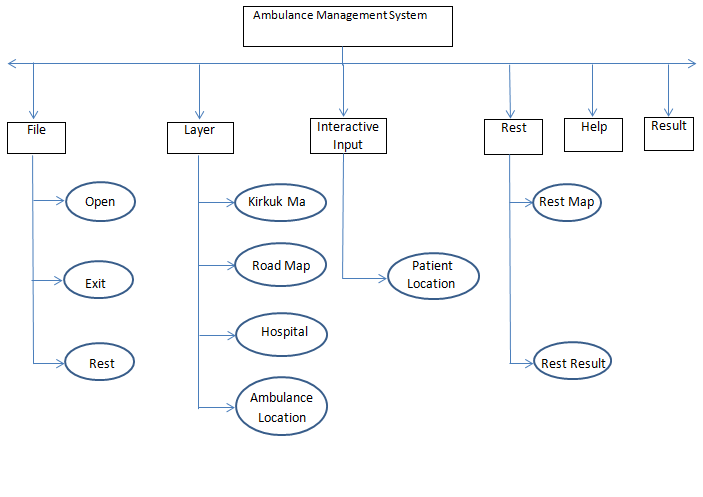 Ambulance Management System
File
Layer
Interactive
Input
Rest
Help
Result
Open
Exit
Rest
Kirkuk Ma
Road Map
Hospital
Ambulance
Location
Patient
Location
Rest Map
Rest Result